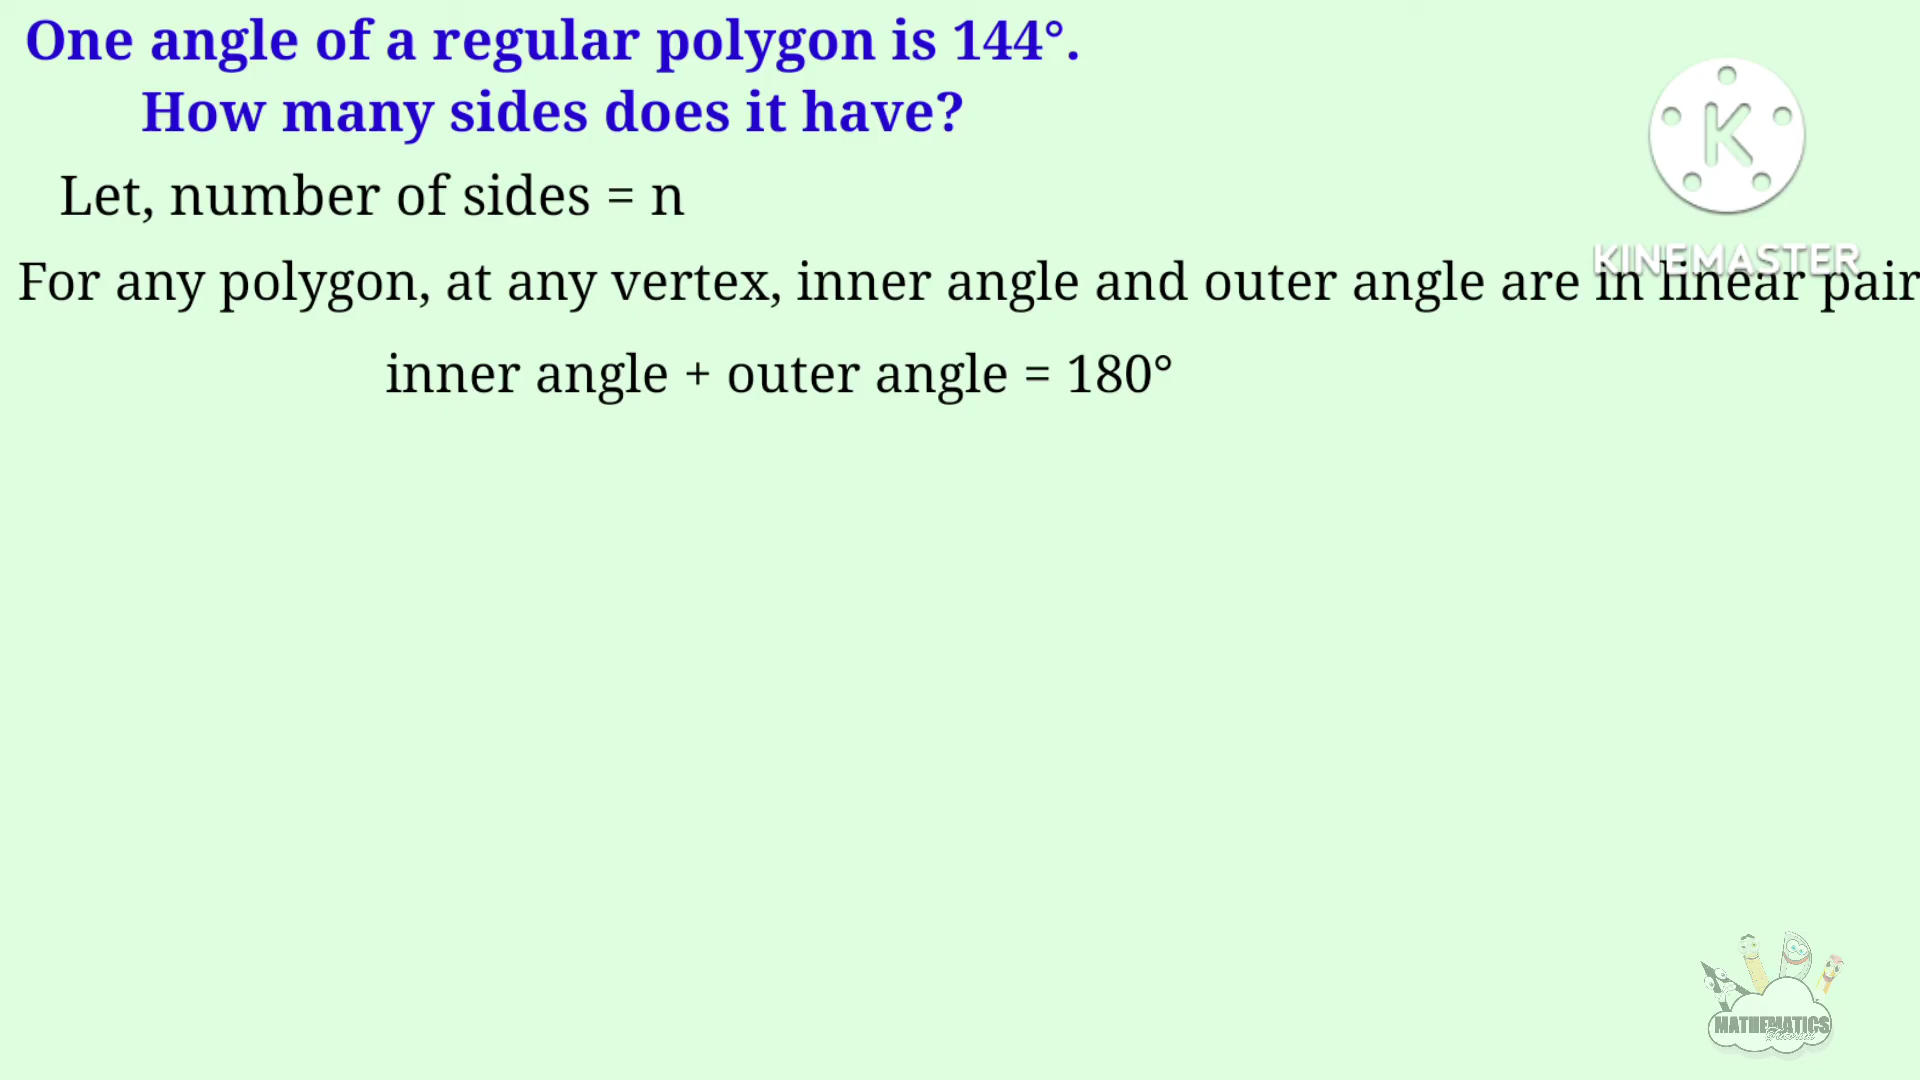 One angle of a regular polygon is 144°.
How many sides does it have?
Let, number of sides = n
KINEMASTER
For any polygon, at any vertex, inner angle and outer angle are in linear pair
inner angle + outer angle = 180°
MATHEMATICS
Tutorial